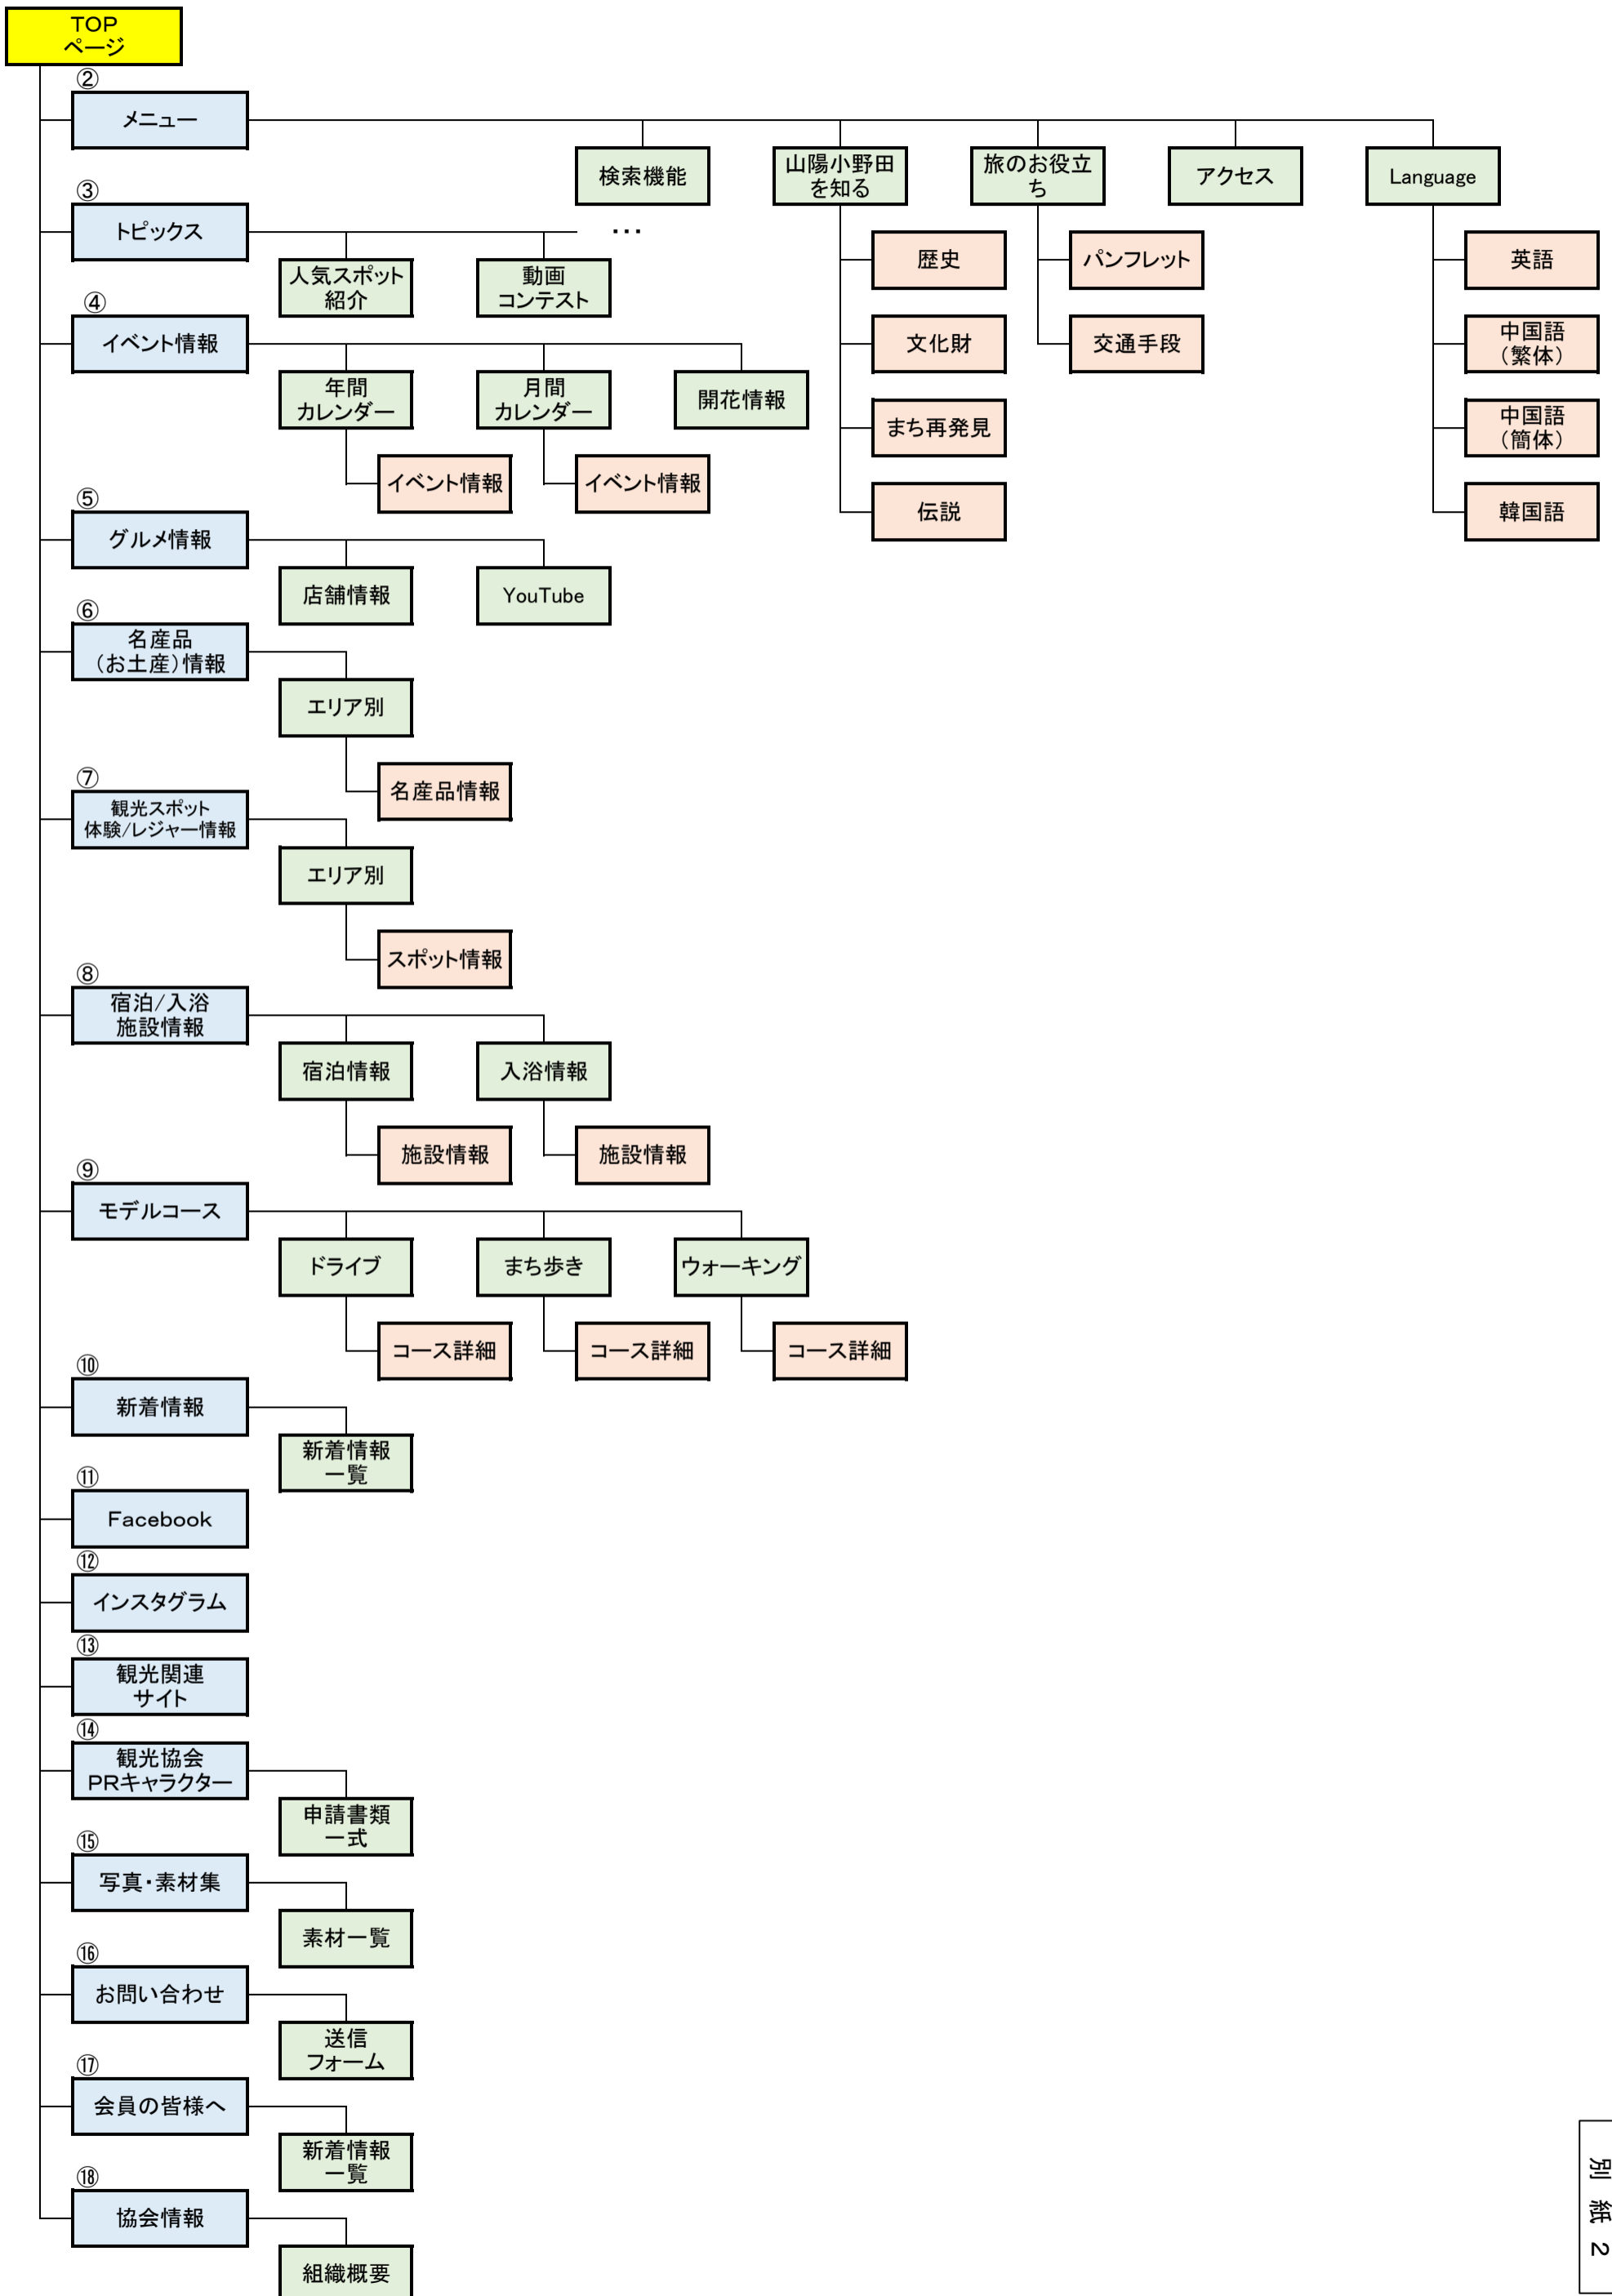 TOP
ページ
②
メニュー
検索機能
山陽小野田
を知る
旅のお役立
ち
アクセス
Language
歴史
文化財
まち再発見
伝説
パンフレット
交通手段
英語
中国語
（繁体）
中国語
（簡体）
韓国語
③
トピックス
・・・
人気スポット
紹介
動画
コンテスト
④
イベント情報
年間
カレンダー
月間
カレンダー
開花情報
イベント情報
イベント情報
⑤
グルメ情報
店舗情報
YouTube
⑥
名産品
（お土産）情報
エリア別
名産品情報
⑦
観光スポット
体験/レジャー情報
エリア別
スポット情報
⑧
宿泊/入浴
施設情報
宿泊情報
入浴情報
施設情報
施設情報
⑨
モデルコース
ドライブ
まち歩き
ウォーキング
コース詳細
コース詳細
コース詳細
⑩
新着情報
新着情報
一覧
⑪
Facebook
⑫
インスタグラム
⑬
観光関連
サイト
⑭
観光協会
PRキャラクター
申請書類
一式
⑮
写真・素材集
素材一覧
⑯
お問い合わせ
送信
フォーム
⑰
会員の皆様へ
新着情報
一覧
⑱
協会情報
組織概要
別紙2